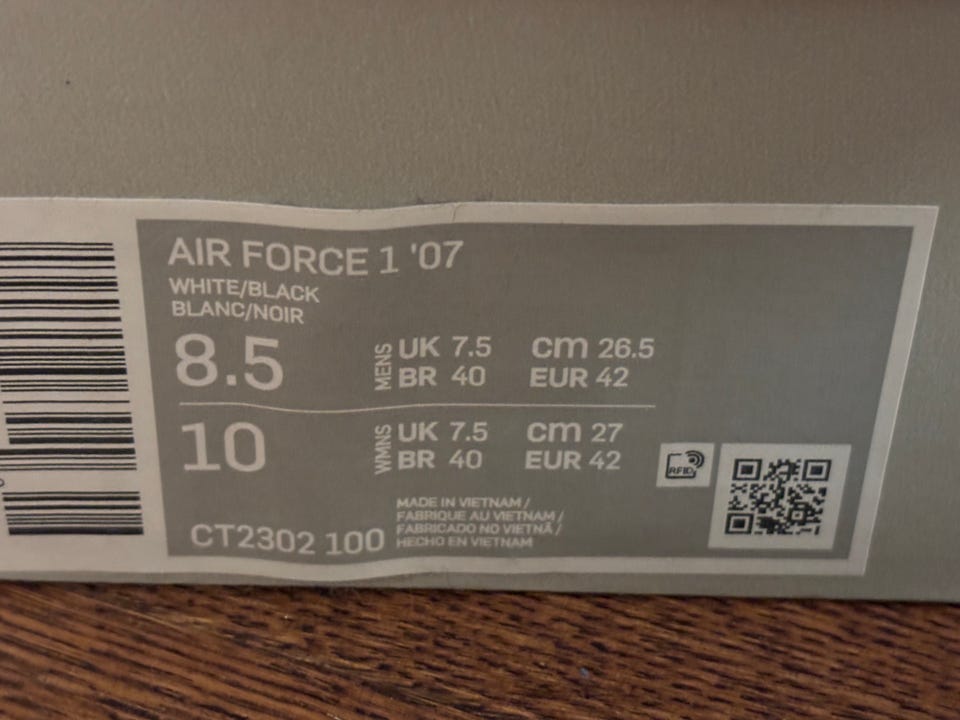 AIR FORCE 1 '07
WHITE/BLACK
BLANC/NOIR
8.5
MENS
UK 7.5 cm 26.5
BR 40 EUR 42
10
WMNS
UK 7.5 cm 27
BR 40 EUR 42
RFID
CT2302 100
MADE IN VIETNAM /
FABRIQUE AU VIETNAM /
FABRICADO NO VIETNÃ /
HECHO EN VIETNAM